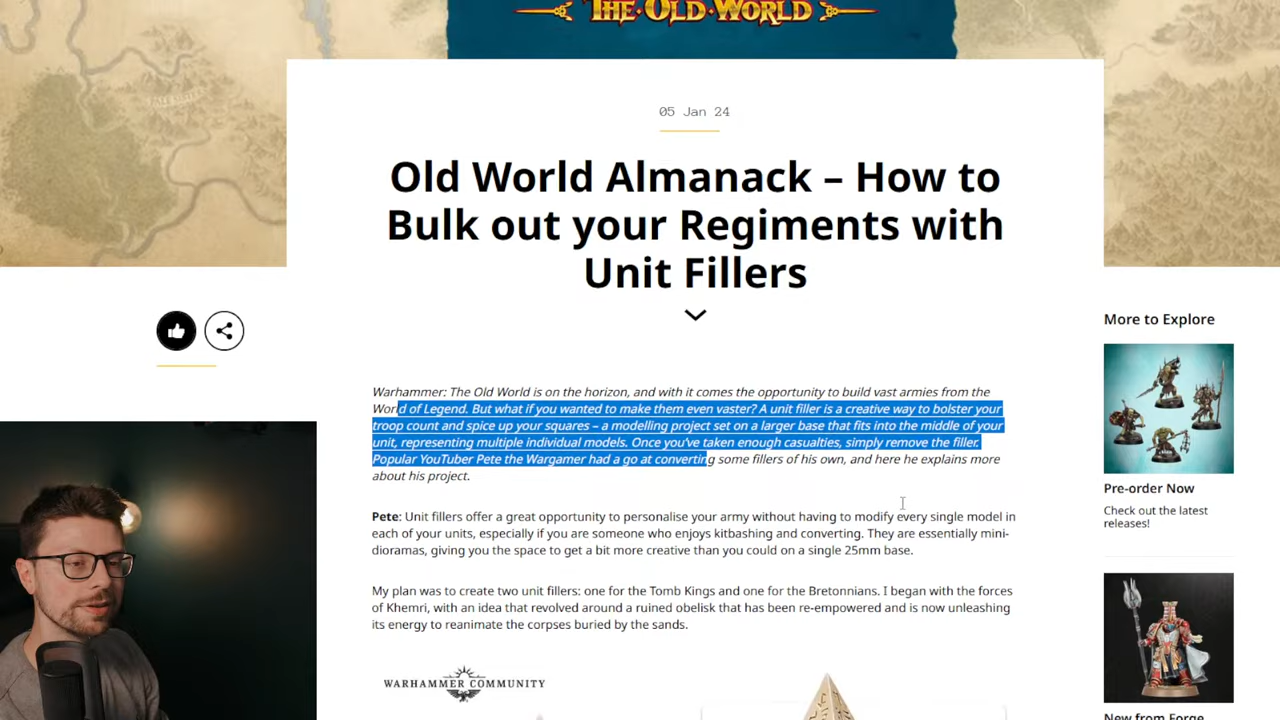 THE OLD WORLD
05 Jan 24
Old World Almanack – How to
Bulk out your Regiments with
Unit Fillers
Warhammer: The Old World is on the horizon, and with it comes the opportunity to build vast armies from the
World of Legend. But what if you wanted to make them even vaster? A unit filler is a creative way to bolster your
troop count and spice up your squares – a modelling project set on a larger base that fits into the middle of your
unit, representing multiple individual models. Once you've taken enough casualties, simply remove the filler.
Popular YouTuber Pete the Wargamer had a go at converting some fillers of his own, and here he explains more
about his project.
Pete: Unit fillers offer a great opportunity to personalise your army without having to modify every single model in
each of your units, especially if you are someone who enjoys kitbashing and converting. They are essentially mini-
dioramas, giving you the space to get a bit more creative than you could on a single 25mm base.
My plan was to create two unit fillers: one for the Tomb Kings and one for the Bretonnians. I began with the forces
of Khemri, with an idea that revolved around a ruined obelisk that has been re-empowered and is now unleashing
its energy to reanimate the corpses buried by the sands.
WARHAMMER COMMUNITY
More to Explore
Pre-order Now
Check out the latest
releases!
New from Forge